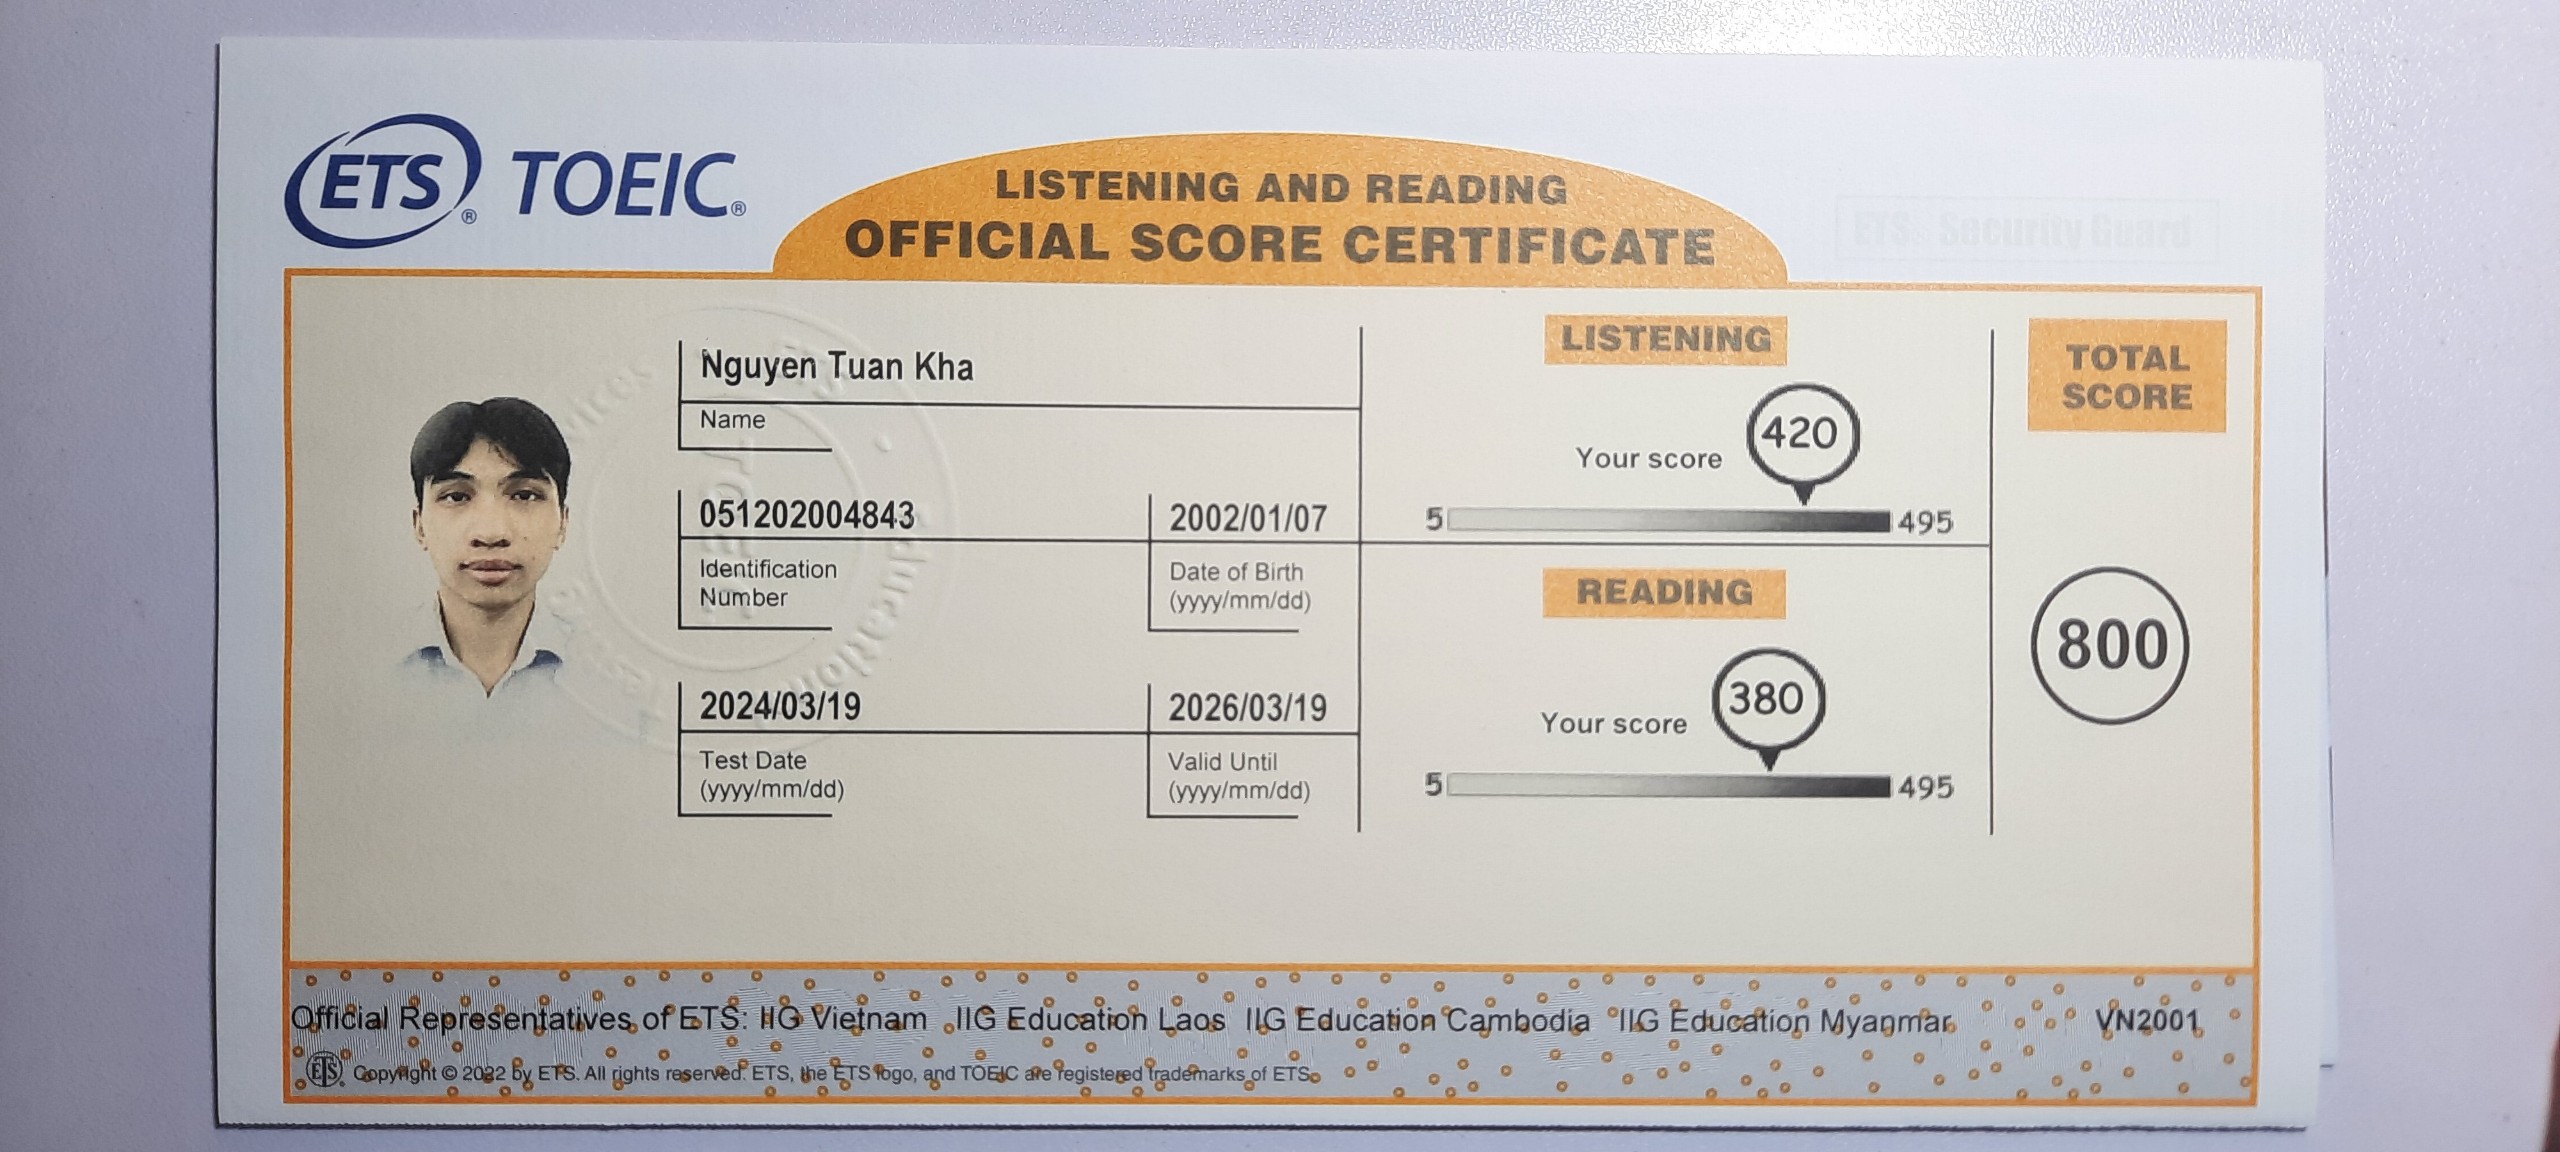 ETS® TOEIC®
LISTENING AND READING
OFFICIAL SCORE CERTIFICATE
ETS Security Guard
Nguyen Tuan Kha
Name
051202004843
Identification
Number
2002/01/07
Date of Birth
(yyyy/mm/dd)
2024/03/19
Test Date
(yyyy/mm/dd)
2026/03/19
Valid Until
(yyyy/mm/dd)
LISTENING
Your score 420
5 495
READING
Your score 380
5 495
TOTAL
SCORE
800
Official Representatives of ETS: IIG Vietnam IIG Education Laos IIG Education Cambodia IIG Education Myanmar VN2001
ETS® Copyright © 2022 by ETS. All rights reserved. ETS, the ETS logo, and TOEIC are registered trademarks of ETS.